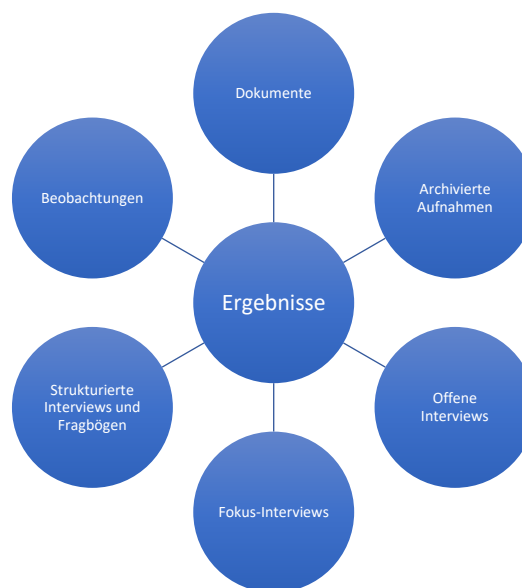 Dokumente
Beobachtungen
Archivierte
Aufnahmen
Ergebnisse
Strukturierte
Interviews und
Fragbögen
Offene
Interviews
Fokus-Interviews